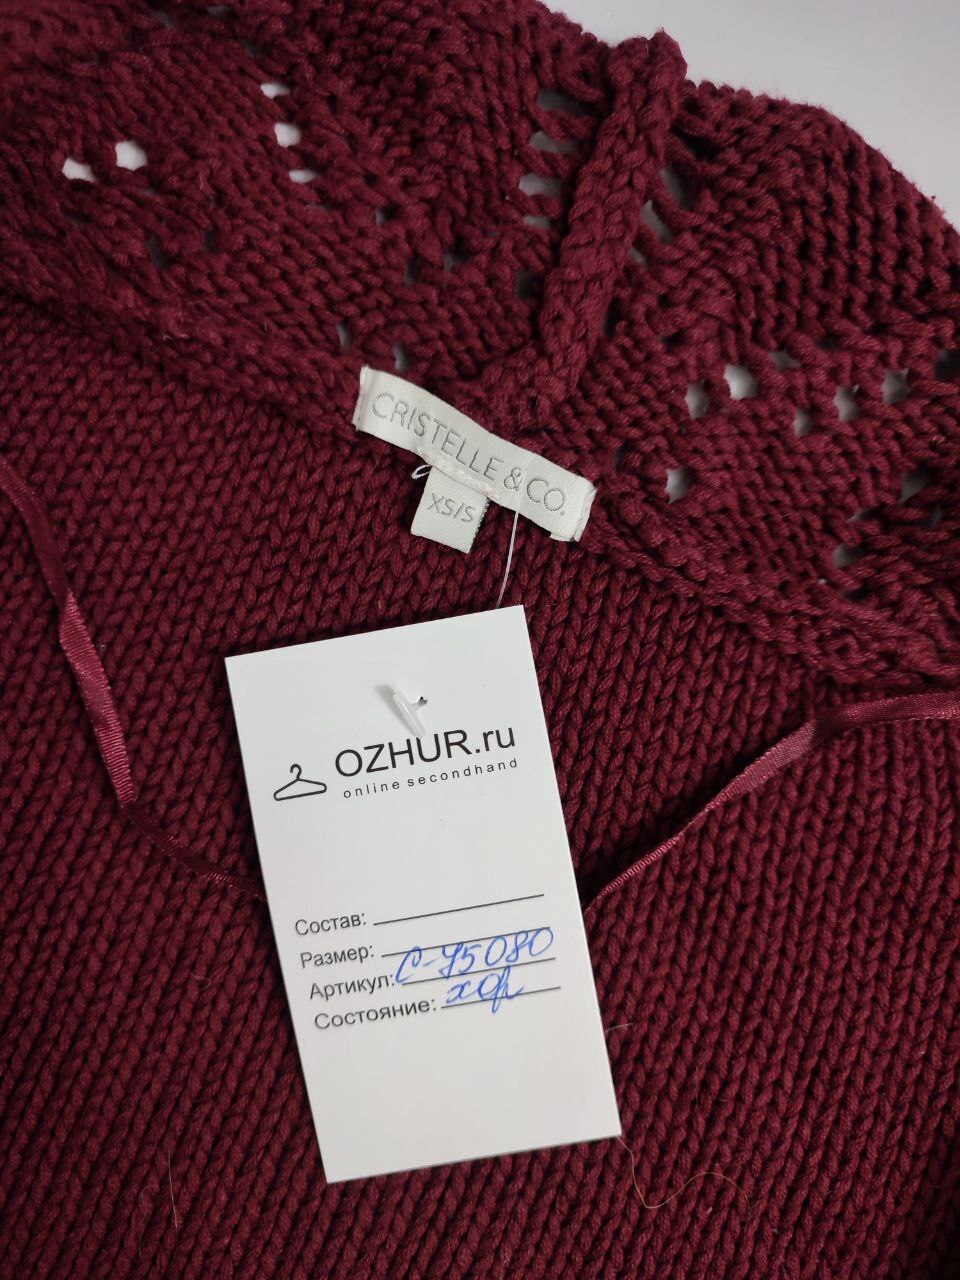 CRISTELLE & CO.
XS/S
OZHUR.ru
online secondhand
Состав:
Размер:
Артикул: С-75080
Состояние: хор